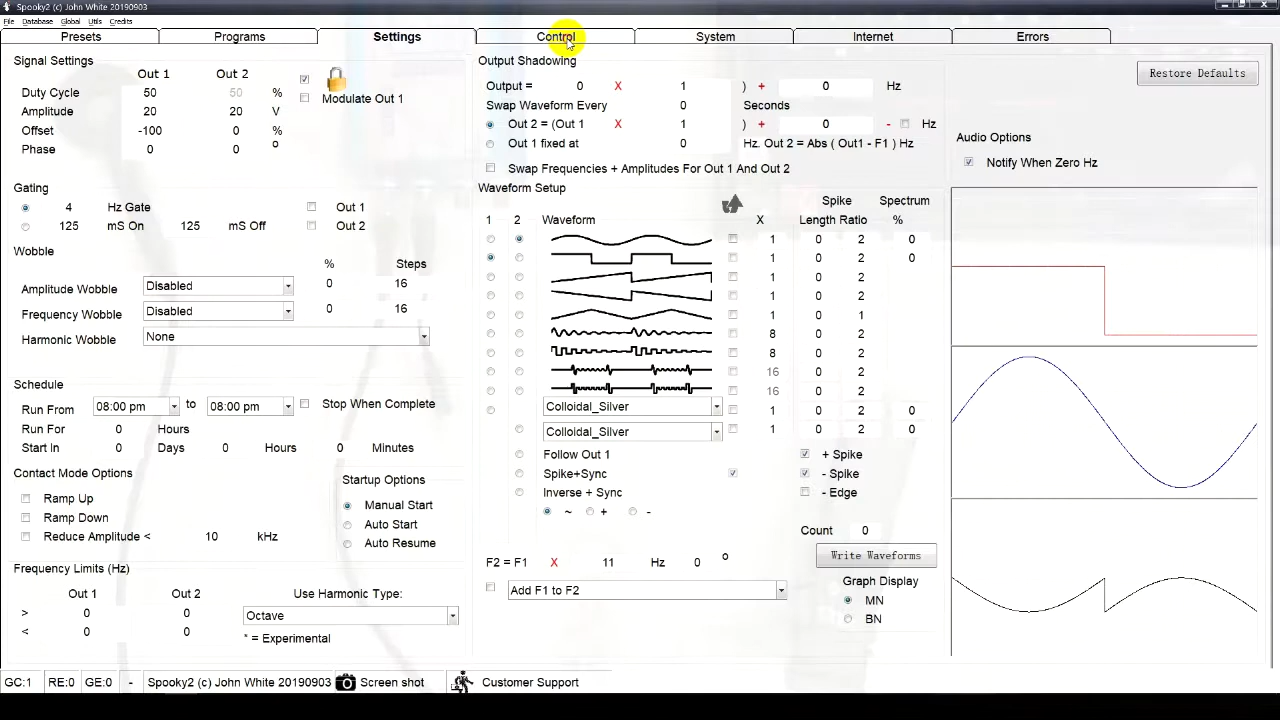 Spooky2 (c) John White 20190903
File Database Global Utils Credits
Presets Programs Settings Control System Internet Errors
Signal Settings
Out 1 Out 2
Duty Cycle 50 50 %
Amplitude 20 20 V
Offset -100 0 %
Phase 0 0 °
Modulate Out 1
Gating
4 Hz Gate Out 1
125 mS On 125 mS Off Out 2
Wobble
% Steps
Amplitude Wobble Disabled 0 16
Frequency Wobble Disabled 0 16
Harmonic Wobble None
Schedule
Run From 08:00 pm to 08:00 pm Stop When Complete
Run For 0 Hours
Start In 0 Days 0 Hours 0 Minutes
Contact Mode Options
Ramp Up
Ramp Down
Reduce Amplitude < 10 kHz
Startup Options
Manual Start
Auto Start
Auto Resume
Frequency Limits (Hz)
Out 1 Out 2
> 0 0
< 0 0
Use Harmonic Type:
Octave
* = Experimental
Output Shadowing
Output = 0 X 1 ) + 0 Hz
Swap Waveform Every 0 Seconds
Out 2 = (Out 1 X 1 ) + 0 - Hz
Out 1 fixed at 0 Hz. Out 2 = Abs ( Out1 - F1 ) Hz
Swap Frequencies + Amplitudes For Out 1 And Out 2
Waveform Setup
Spike Spectrum
1 2 Waveform X Length Ratio %
1 0 2 0
1 0 2 0
1 0 2
1 0 2
1 0 1
8 0 2
8 0 2
16 0 2
16 0 2
Colloidal_Silver 1 0 2 0
Colloidal_Silver 1 0 2 0
Follow Out 1
Spike+Sync
Inverse + Sync
~ + -
+ Spike
- Spike
- Edge
Count 0
Write Waveforms
F2 = F1 X 11 Hz 0 °
Add F1 to F2
Graph Display
MN
BN
Restore Defaults
Audio Options
Notify When Zero Hz
GC:1 RE:0 GE:0 - Spooky2 (c) John White 20190903 Screen shot Customer Support